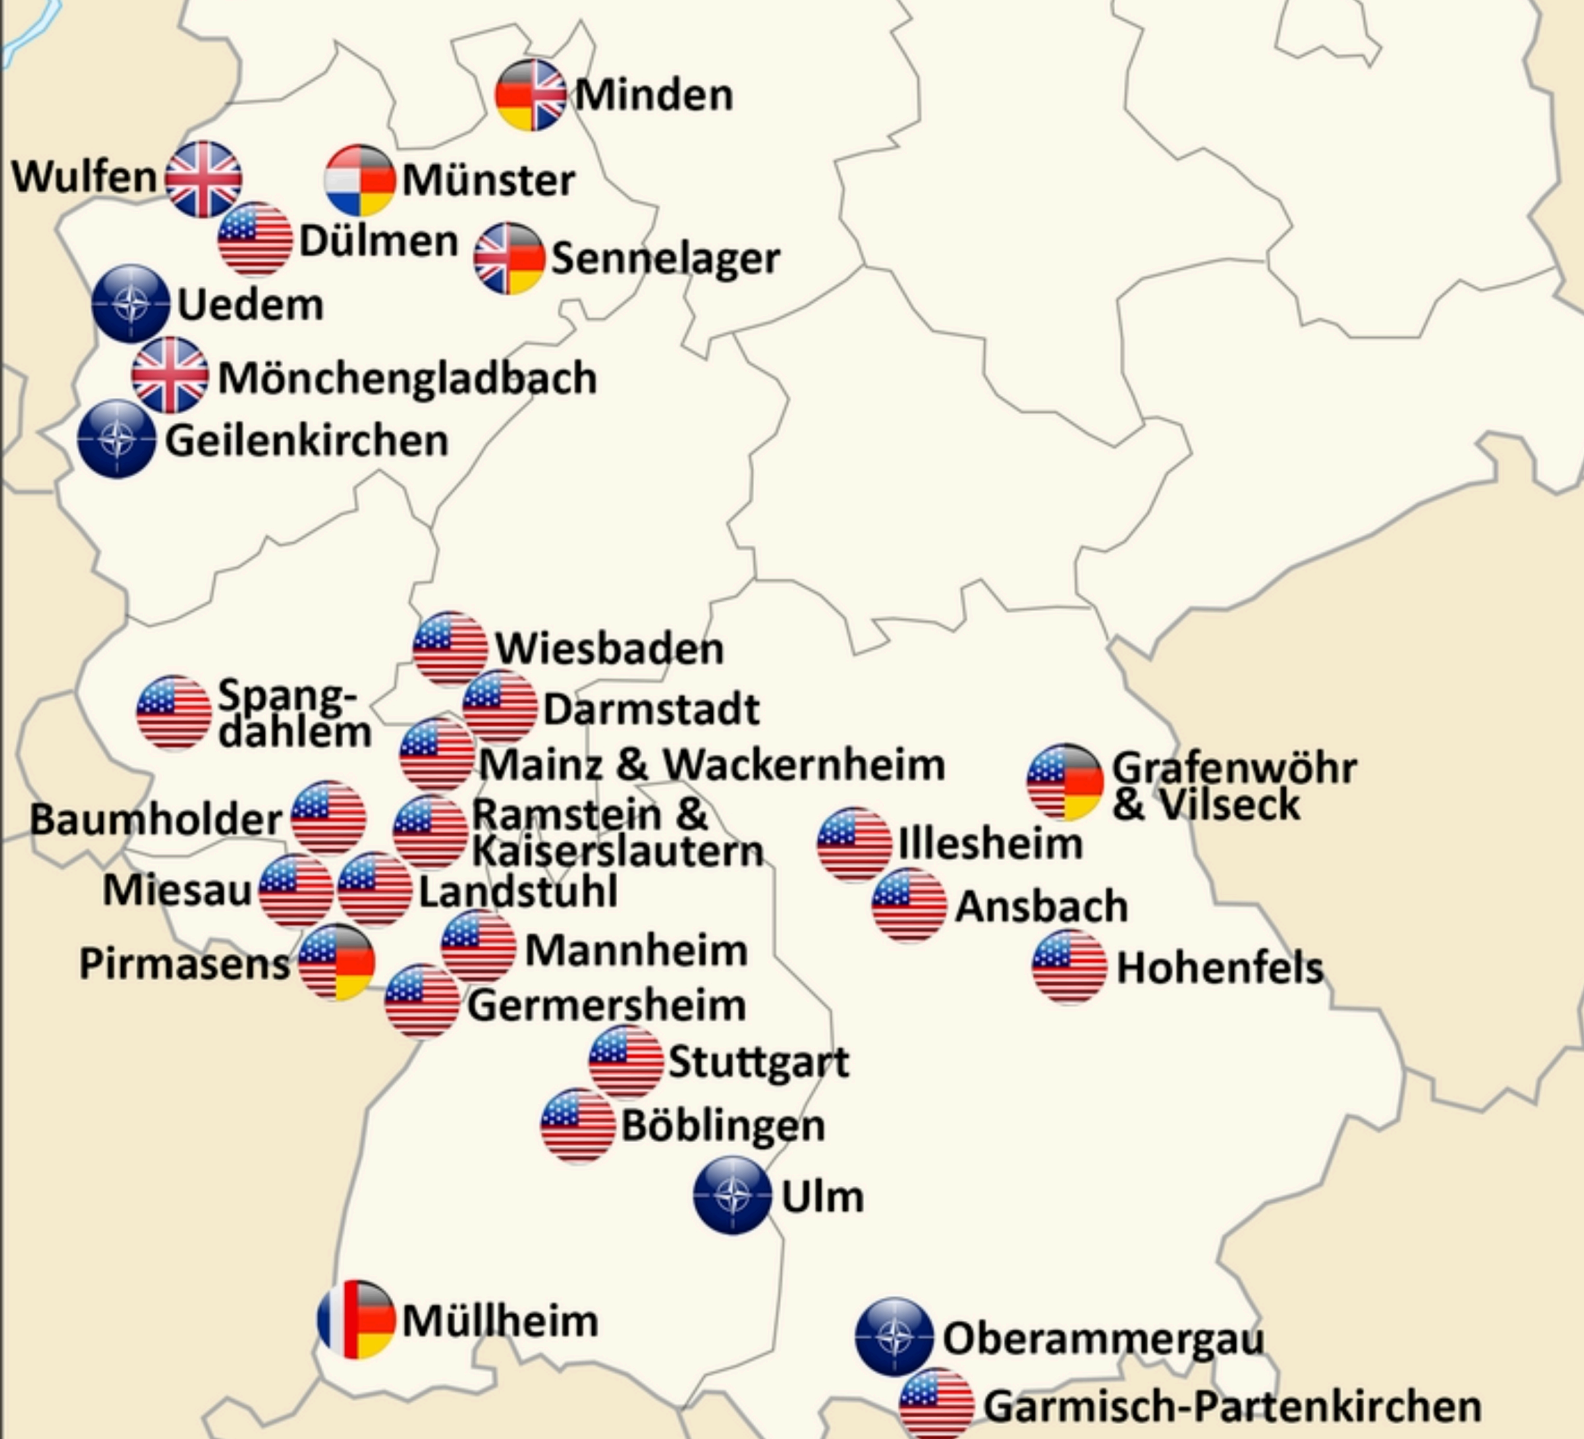 Minden
Wulfen
Münster
Dülmen
Sennelager
Uedem
Mönchengladbach
Geilenkirchen
Wiesbaden
Spang-
dahlem
Darmstadt
Mainz & Wackernheim
Grafenwöhr
& Vilseck
Baumholder
Ramstein &
Kaiserslautern
Illesheim
Miesau
Landstuhl
Ansbach
Pirmasens
Mannheim
Hohenfels
Germersheim
Stuttgart
Böblingen
Ulm
Müllheim
Oberammergau
Garmisch-Partenkirchen